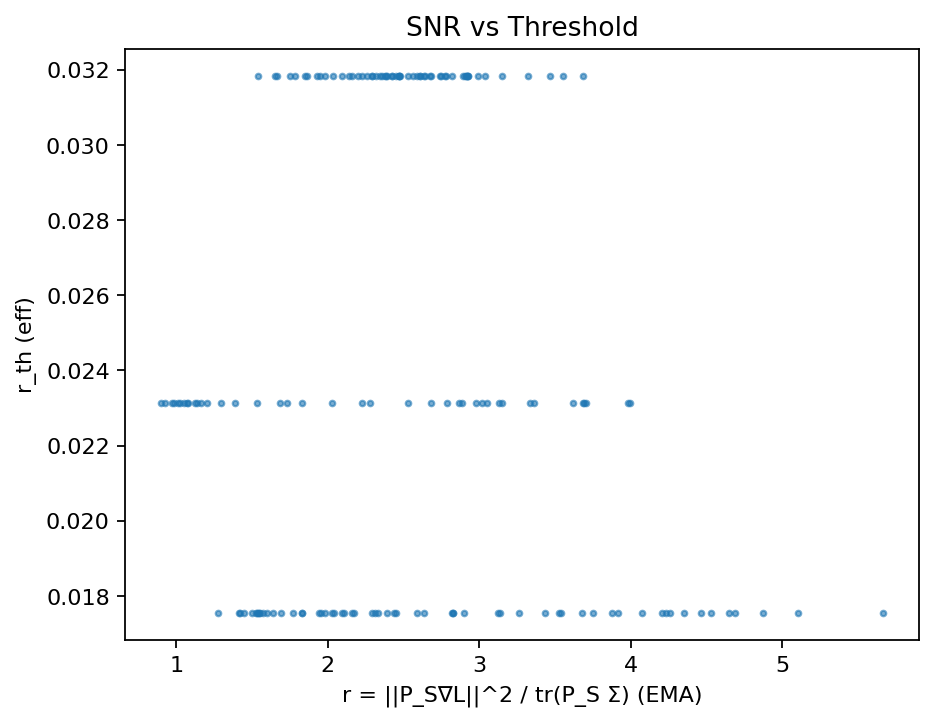 SNR vs Threshold
0.032
0.030
0.028
0.026
0.024
0.022
0.020
0.018
r_th (eff)
1 2 3 4 5
r = ||P_S∇L||^2 / tr(P_S Σ) (EMA)